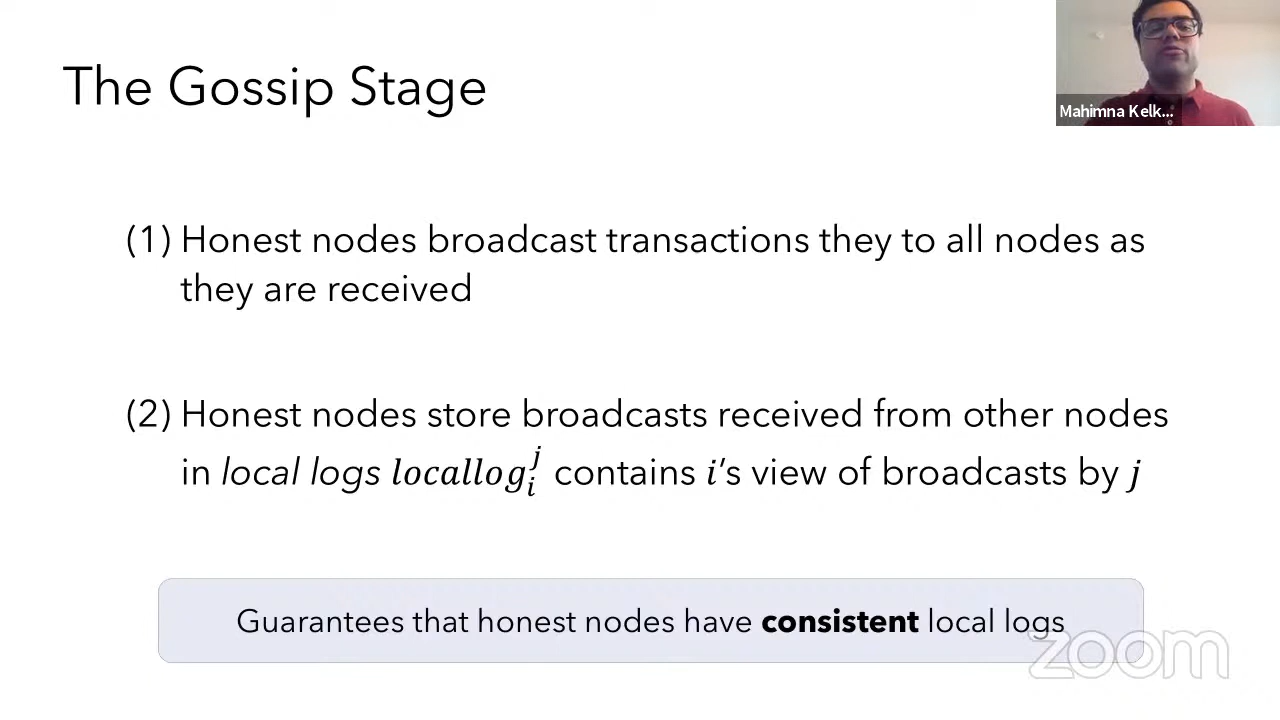 The Gossip Stage
Mahimna Kelk...
(1) Honest nodes broadcast transactions they to all nodes as
they are received
(2) Honest nodes store broadcasts received from other nodes
in local logs locallog_i^j contains i's view of broadcasts by j
Guarantees that honest nodes have consistent local logs
zoom